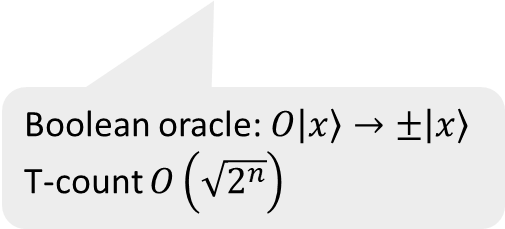 Boolean oracle: O|x⟩ → ±|x⟩
T-count O (√2ⁿ)